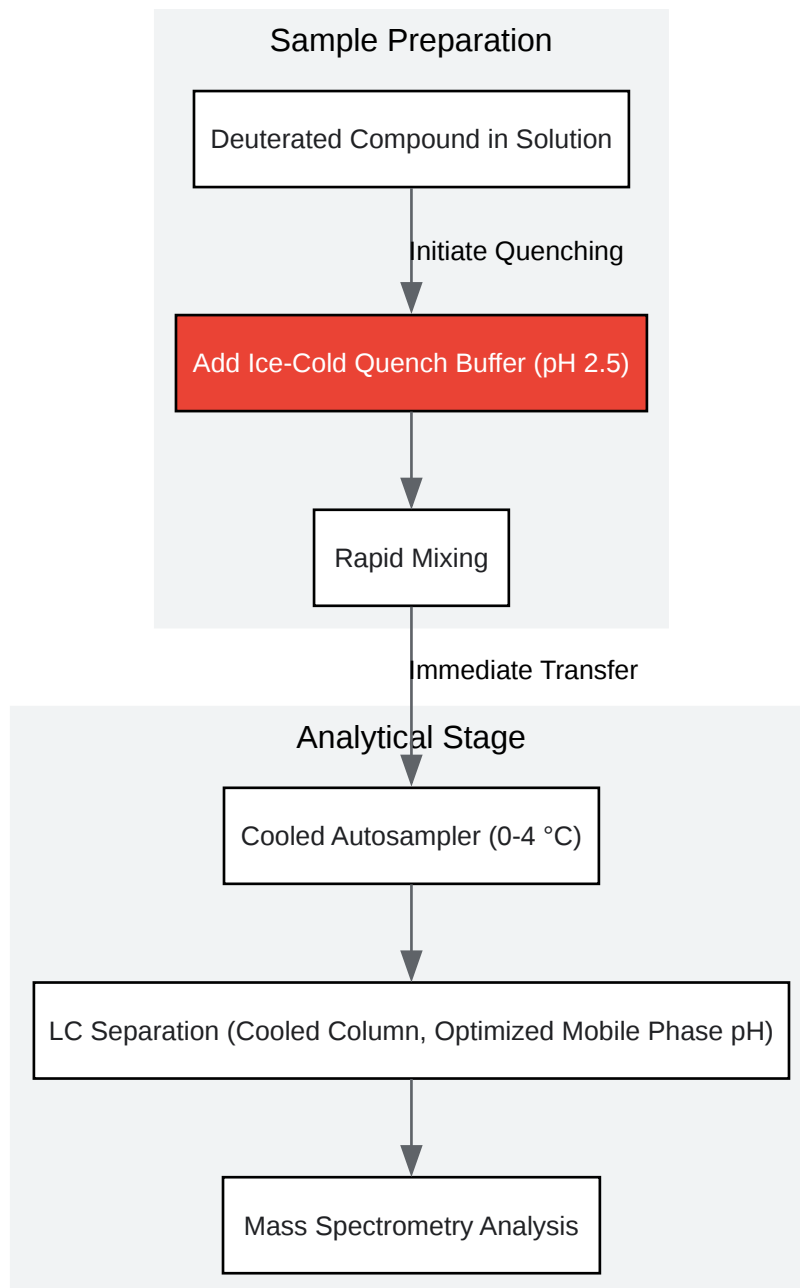 Sample Preparation
Deuterated Compound in Solution
Initiate Quenching
Add Ice-Cold Quench Buffer (pH 2.5)
Rapid Mixing
Immediate Transfer
Analytical Stage
Cooled Autosampler (0-4 °C)
LC Separation (Cooled Column, Optimized Mobile Phase pH)
Mass Spectrometry Analysis